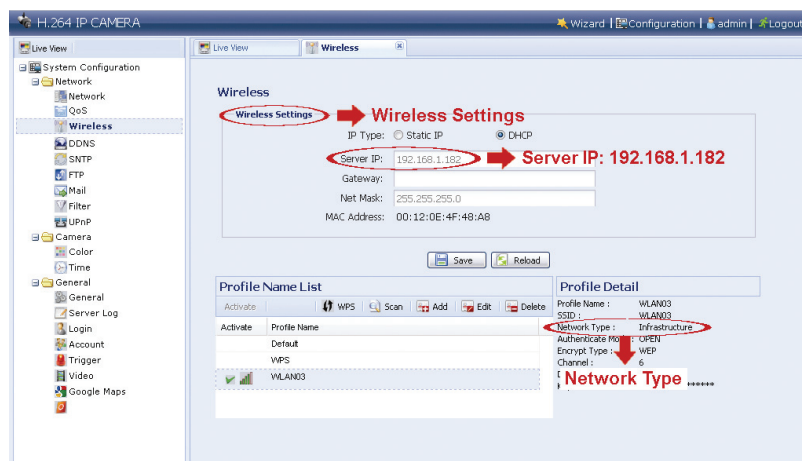 H.264 IP CAMERA
Wizard | Configuration | admin | Logout
Live View
System Configuration
Network
Network
QoS
Wireless
DDNS
SNTP
FTP
Mail
Filter
UPnP
Camera
Color
Time
General
General
Server Log
Login
Account
Trigger
Video
Google Maps
Live View
Wireless
Wireless
Wireless Settings
Wireless Settings
IP Type: Static IP DHCP
Server IP: 192.168.1.182
Server IP: 192.168.1.182
Gateway:
Net Mask: 255.255.255.0
MAC Address: 00:12:0E:4F:48:A8
Save Reload
Profile Name List
Activate WPS Scan Add Edit Delete
Activate Profile Name
Default
WPS
WLAN03
Profile Detail
Profile Name : WLAN03
SSID : WLAN03
Network Type : Infrastructure
Authenticate OPEN
Encrypt Type : WEP
Channel : 6
Network Type